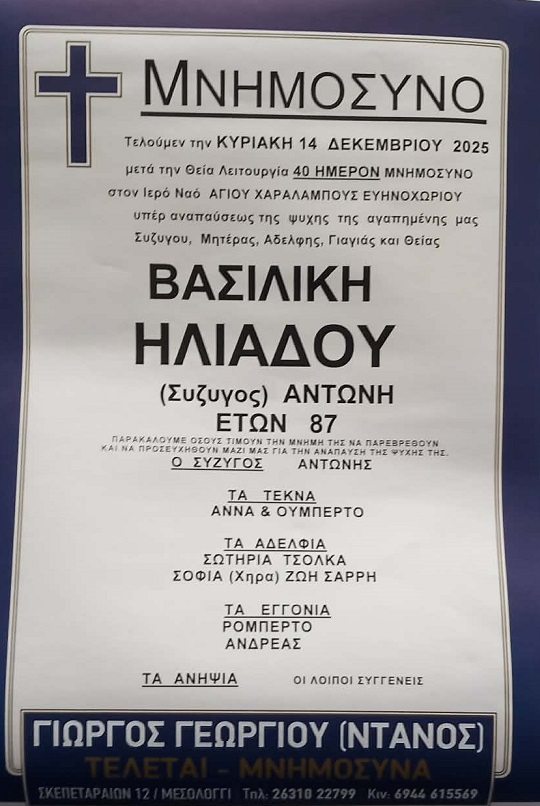 ΜΝΗΜΟΣΥΝΟ
Τελούμεν την ΚΥΡΙΑΚΗ 14 ΔΕΚΕΜΒΡΙΟΥ 2025
μετά την Θεία Λειτουργία 40 ΗΜΕΡΟΝ ΜΝΗΜΟΣΥΝΟ
στον Ιερό Ναό ΑΓΙΟΥ ΧΑΡΑΛΑΜΠΟΥΣ ΕΥΗΝΟΧΩΡΙΟΥ
υπέρ αναπαύσεως της ψυχης της αγαπημένης μας
Συζυγου, Μητέρας, Αδελφης, Γιαγιάς και Θείας
ΒΑΣΙΛΙΚΗ
ΗΛΙΑΔΟΥ
(Συζυγος) ΑΝΤΩΝΗ
ΕΤΩΝ 87
ΠΑΡΑΚΑΛΟΥΜΕ ΟΣΟΥΣ ΤΙΜΟΥΝ ΤΗΝ ΜΝΗΜΗ ΤΗΣ ΝΑ ΠΑΡΕΒΡΕΘΟΥΝ
ΚΑΙ ΝΑ ΠΡΟΣΕΥΧΗΘΟΥΝ ΜΑΖΙ ΜΑΣ ΓΙΑ ΤΗΝ ΑΝΑΠΑΥΣΗ ΤΗΣ ΨΥΧΗΣ ΤΗΣ.
Ο ΣΥΖΥΓΟΣ ΑΝΤΩΝΗΣ
ΤΑ ΤΕΚΝΑ
ΑΝΝΑ & ΟΥΜΠΕΡΤΟ
ΤΑ ΑΔΕΛΦΙΑ
ΣΩΤΗΡΙΑ ΤΣΟΛΚΑ
ΣΟΦΙΑ (Χηρα) ΖΩΗ ΣΑΡΡΗ
ΤΑ ΕΓΓΟΝΙΑ
ΡΟΜΠΕΡΤΟ
ΑΝΔΡΕΑΣ
ΤΑ ΑΝΗΨΙΑ ΟΙ ΛΟΙΠΟΙ ΣΥΓΓΕΝΕΙΣ
ΓΙΩΡΓΟΣ ΓΕΩΡΓΙΟΥ (ΝΤΑΝΟΣ)
ΤΕΛΕΤΑΙ - ΜΝΗΜΟΣΥΝΑ
ΣΚΕΠΕΤΑΡΑΙΩΝ 12 / ΜΕΣΟΛΟΓΓΙ Τηλ: 26310 22799 Κιν: 6944 615569